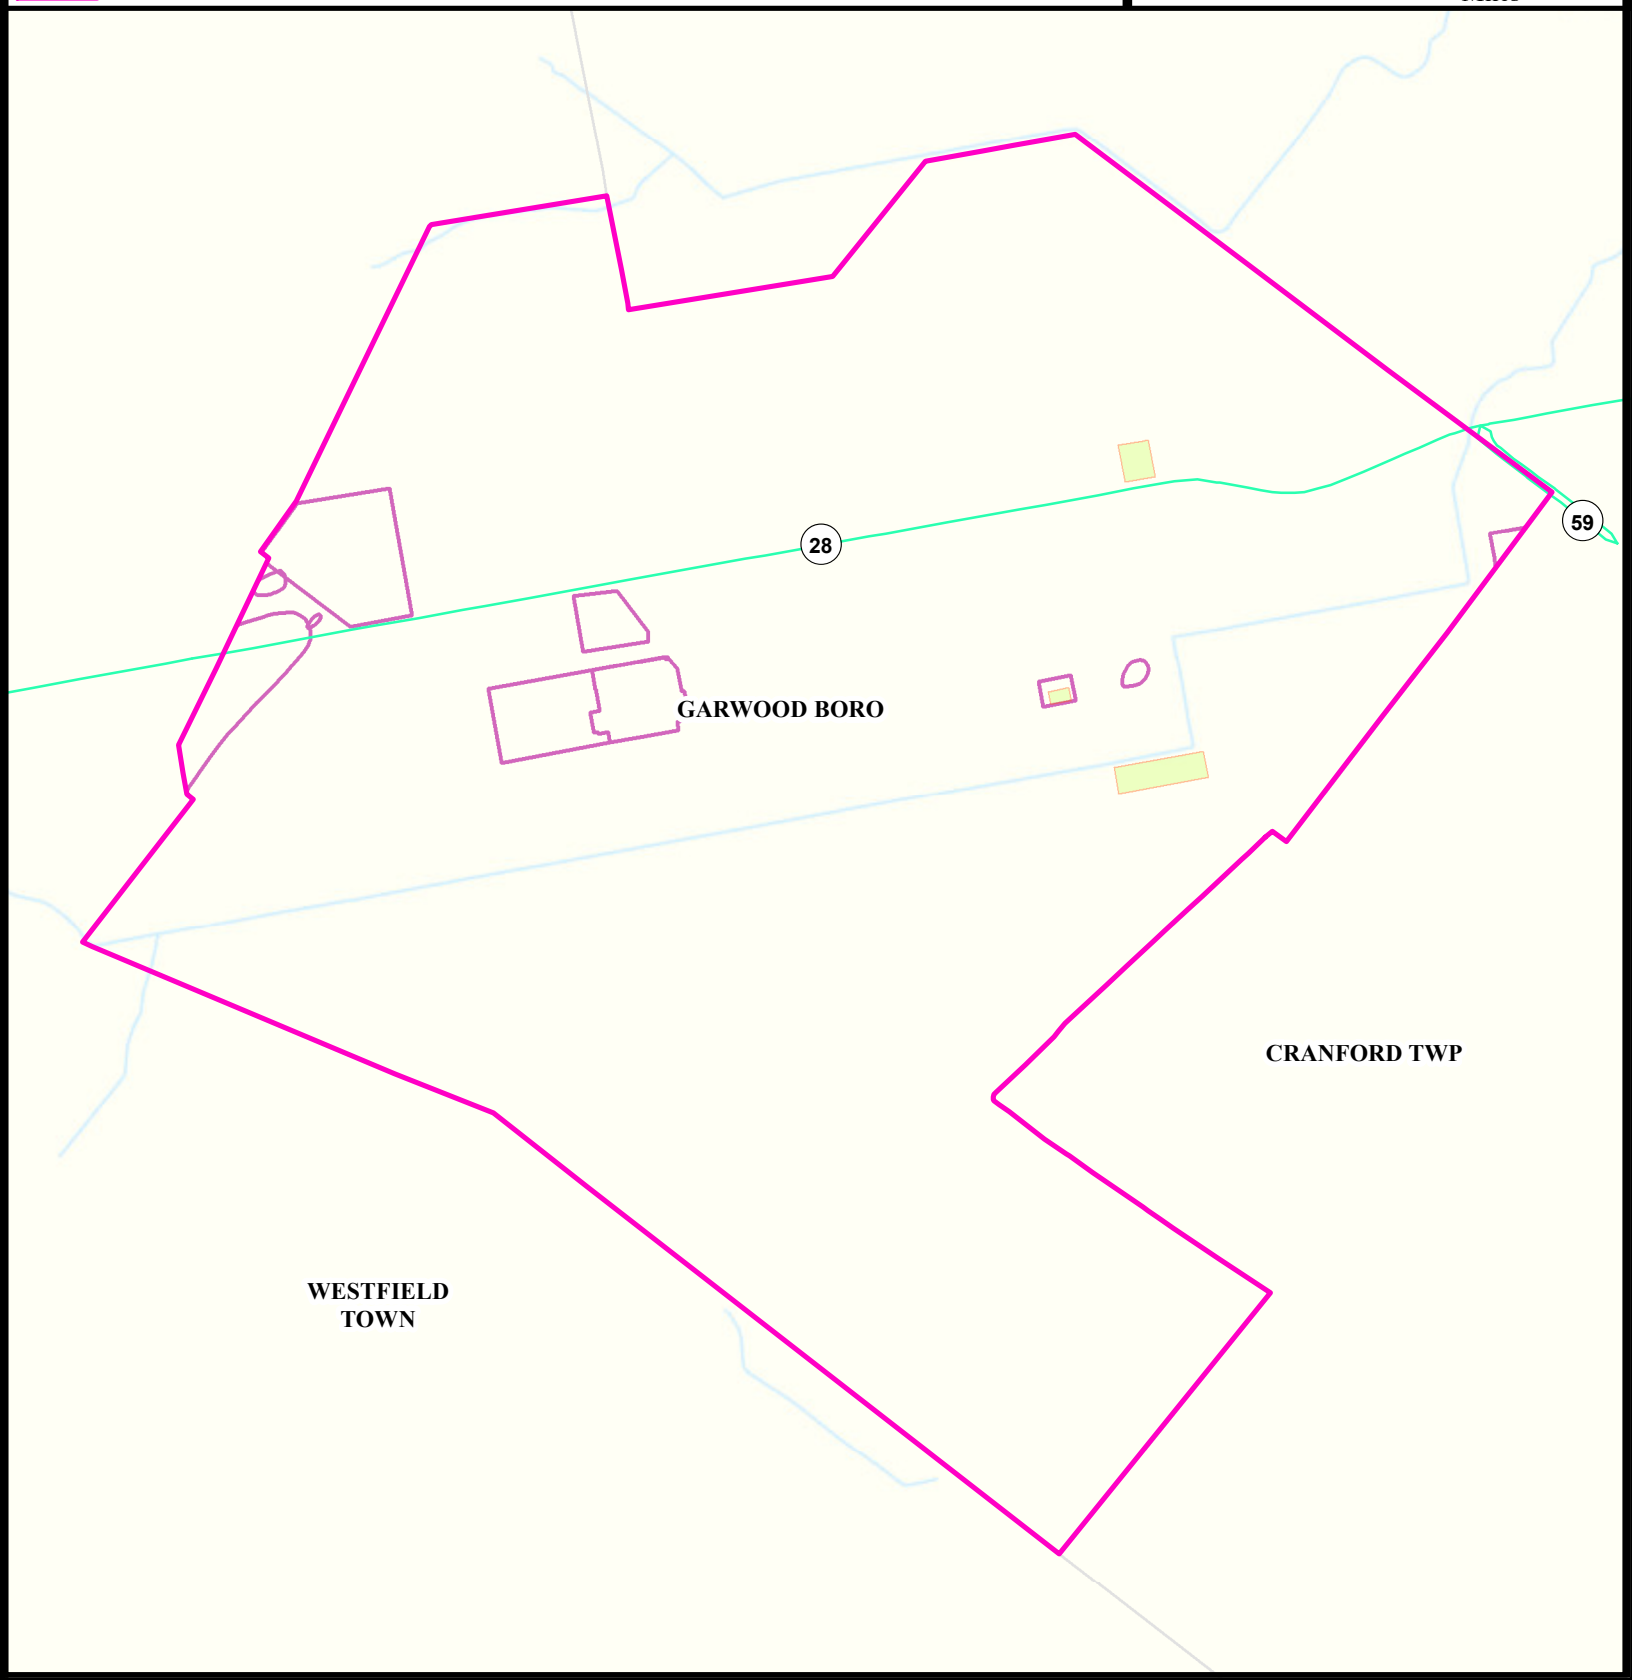 28
59
GARWOOD BORO
CRANFORD TWP
WESTFIELD
TOWN